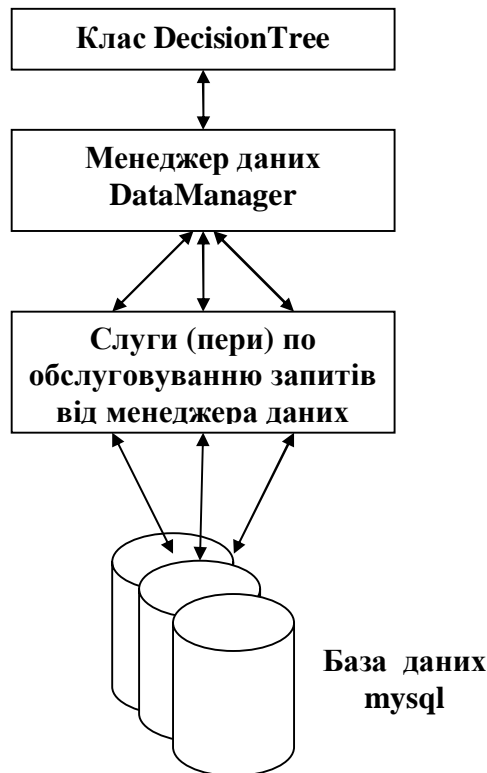 Клас DecisionTree
Менеджер даних
DataManager
Слуги (пери) по
обслуговуванню запитів
від менеджера даних
База даних
mysql